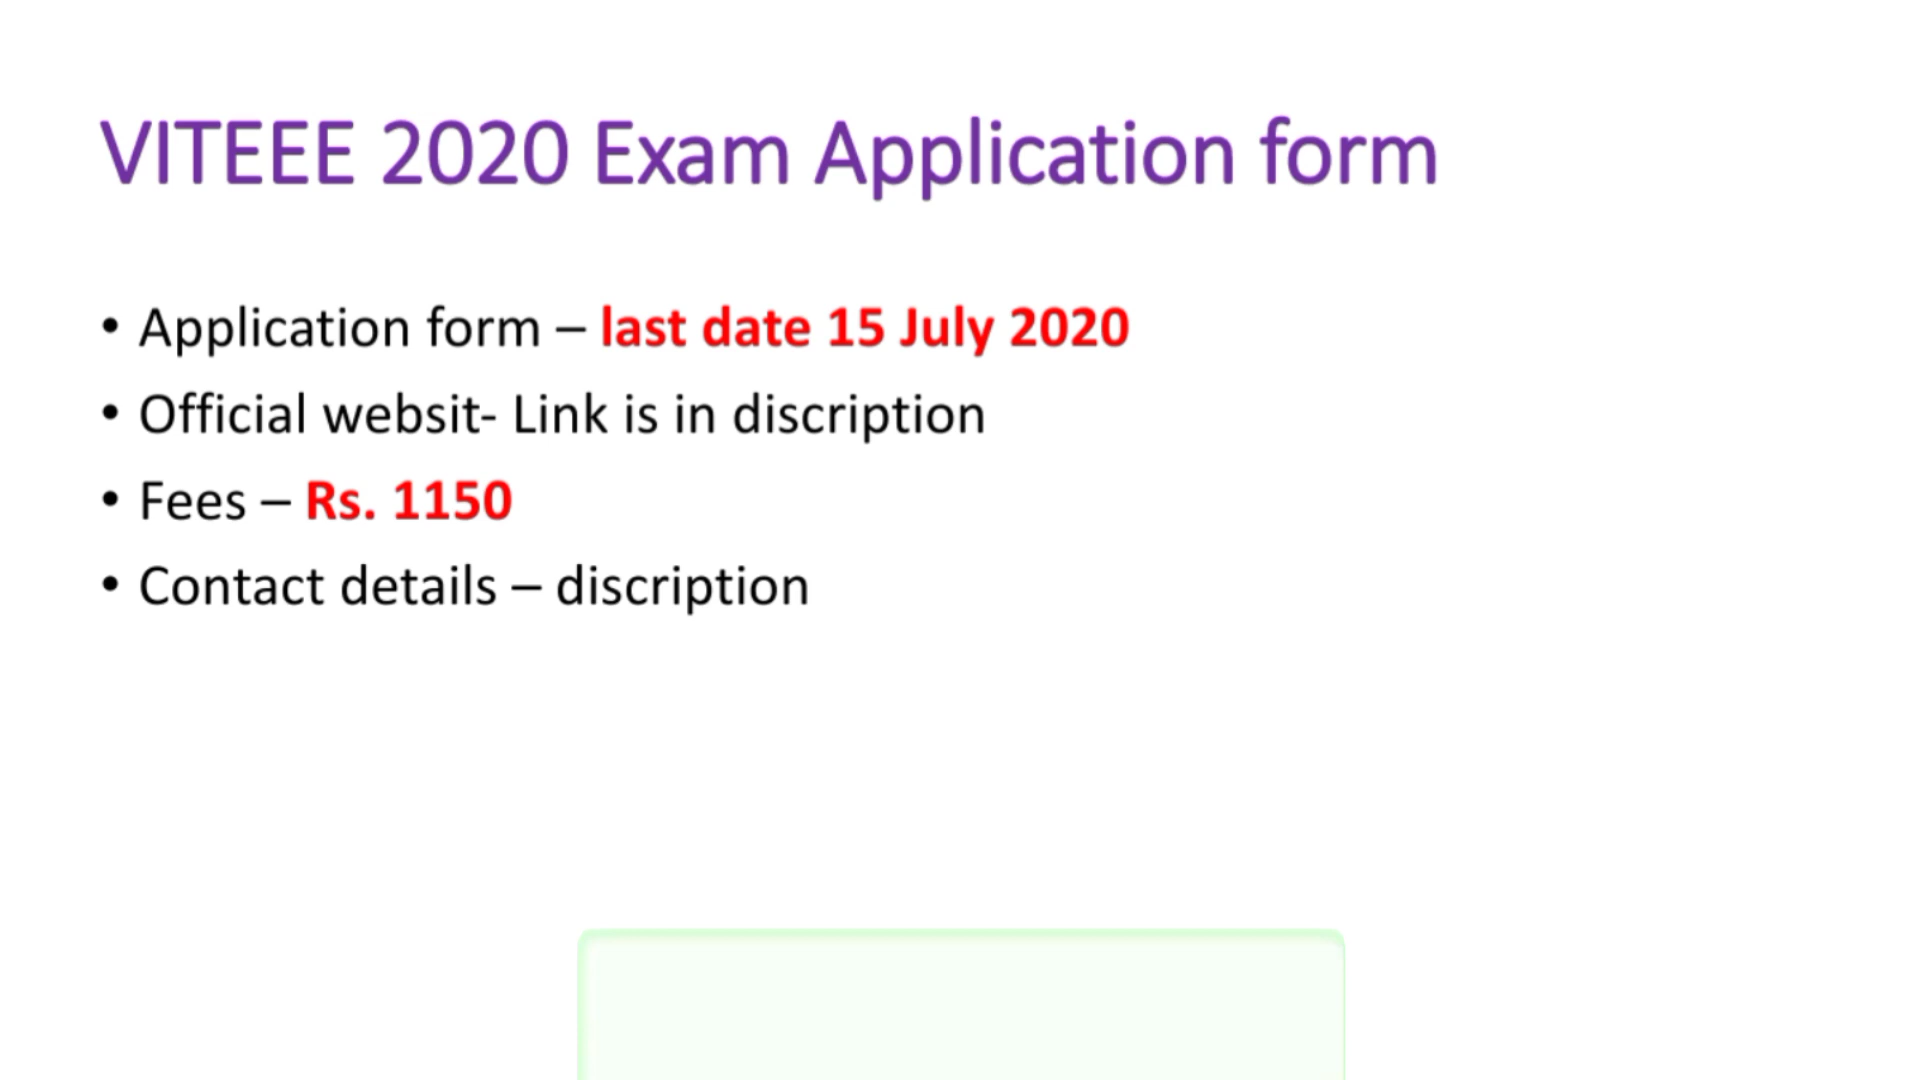 VITEEE 2020 Exam Application form
• Application form – last date 15 July 2020
• Official websit- Link is in discription
• Fees – Rs. 1150
• Contact details – discription